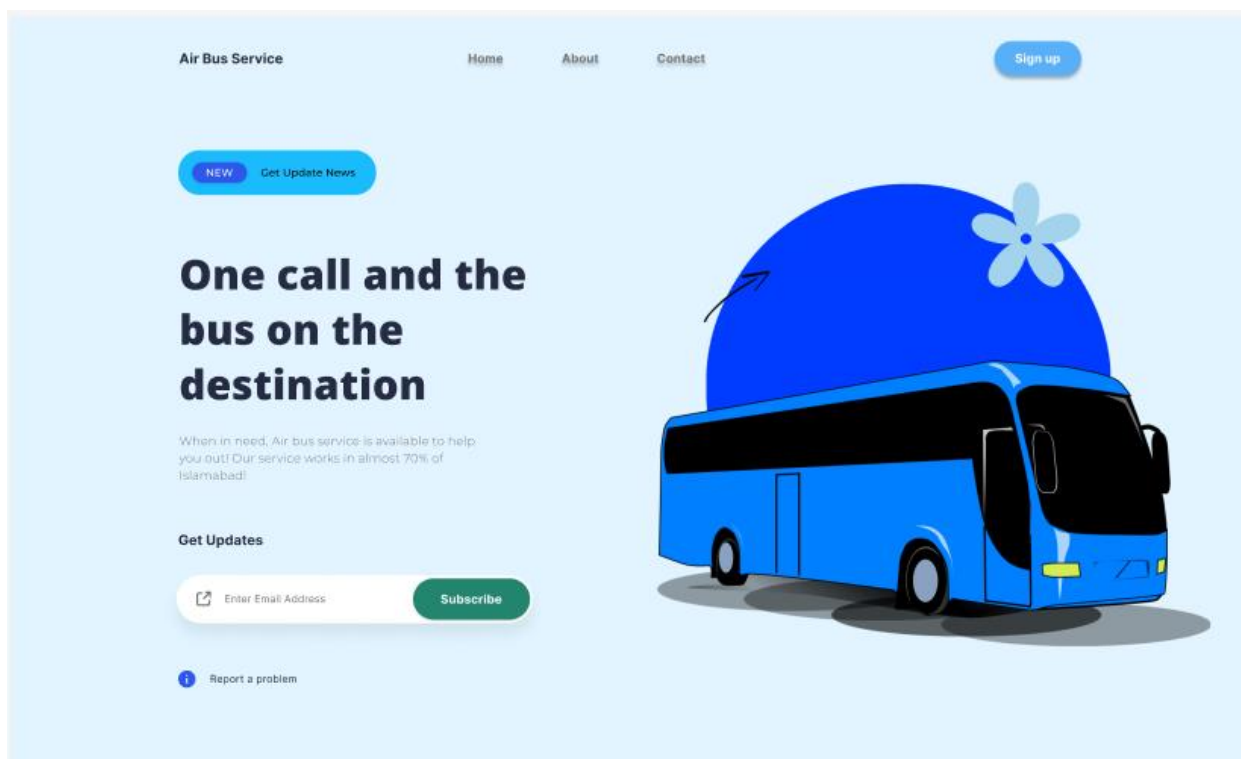 Air Bus Service
Home
About
Contact
Sign up
NEW
Get Update News
One call and the
bus on the
destination
When in need, Air bus service is available to help
you out! Our service works in almost 70% of
Islamabad!
Get Updates
Enter Email Address
Subscribe
Report a problem